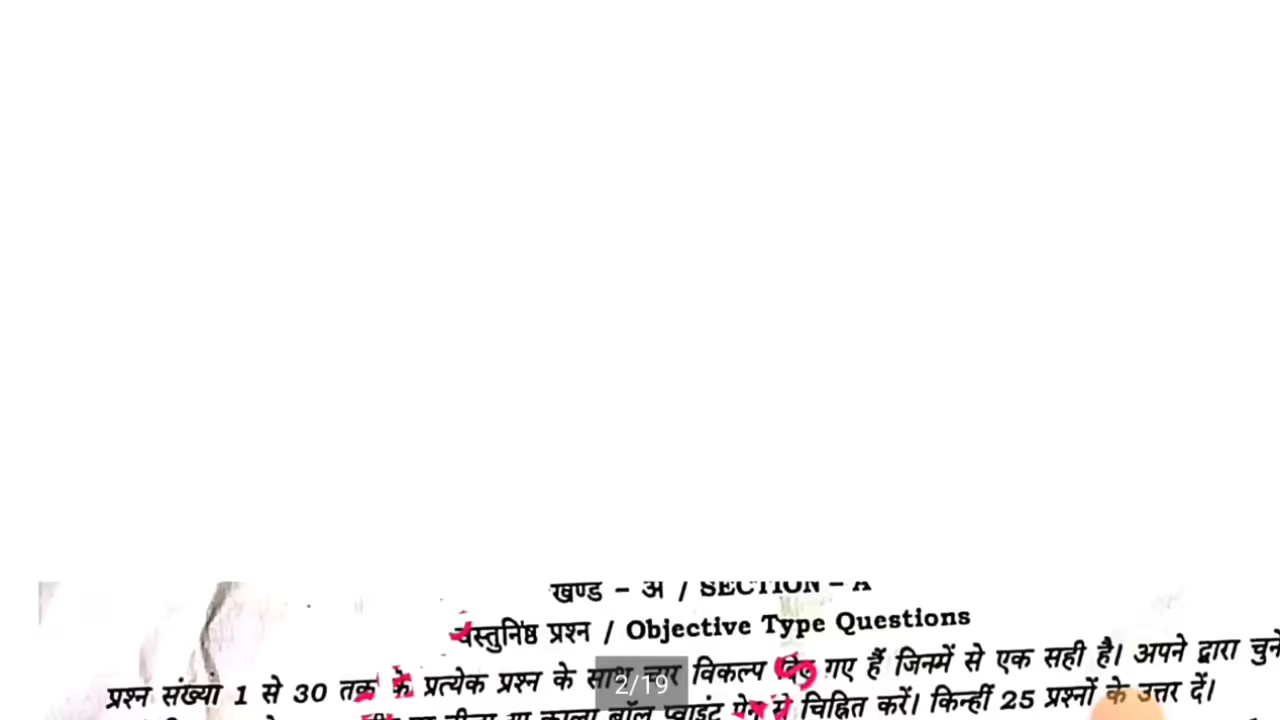 खण्ड – अ / SECTION – A
वस्तुनिष्ठ प्रश्न / Objective Type Questions
प्रश्न संख्या 1 से 30 तक के प्रत्येक प्रश्न के साथ चार विकल्प दिए गए हैं जिनमें से एक सही है। अपने द्वारा चुने
2/19
काला बॉल प्वाइंट पेन से चिह्नित करें। किन्हीं 25 प्रश्नों के उत्तर दें।